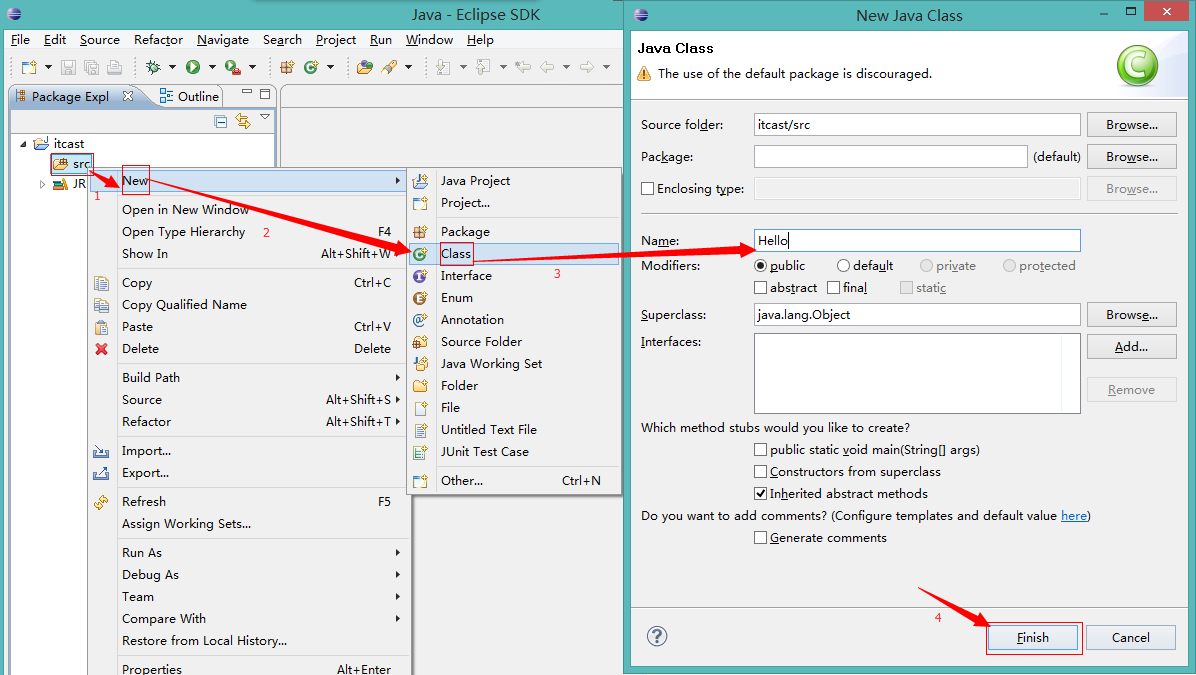 Java - Eclipse SDK
File Edit Source Refactor Navigate Search Project Run Window Help
Package Expl Outline
itcast
src
JR
1
New
Open in New Window
Open Type Hierarchy F4
2
Show In Alt+Shift+W
Copy Ctrl+C
Copy Qualified Name
Paste Ctrl+V
Delete Delete
Build Path
Source Alt+Shift+S
Refactor Alt+Shift+T
Import...
Export...
Refresh F5
Assign Working Sets...
Run As
Debug As
Team
Compare With
Restore from Local History...
Properties Alt+Enter
Java Project
Project...
Package
Class
3
Interface
Enum
Annotation
Source Folder
Java Working Set
Folder
File
Untitled Text File
JUnit Test Case
Other... Ctrl+N
New Java Class
Java Class
The use of the default package is discouraged.
Source folder: itcast/src Browse...
Package: (default) Browse...
Enclosing type: Browse...
Name: Hello
Modifiers: public default private protected
abstract final static
Superclass: java.lang.Object Browse...
Interfaces: Add...
Remove
Which method stubs would you like to create?
public static void main(String[] args)
Constructors from superclass
Inherited abstract methods
Do you want to add comments? (Configure templates and default value here)
Generate comments
4
Finish Cancel